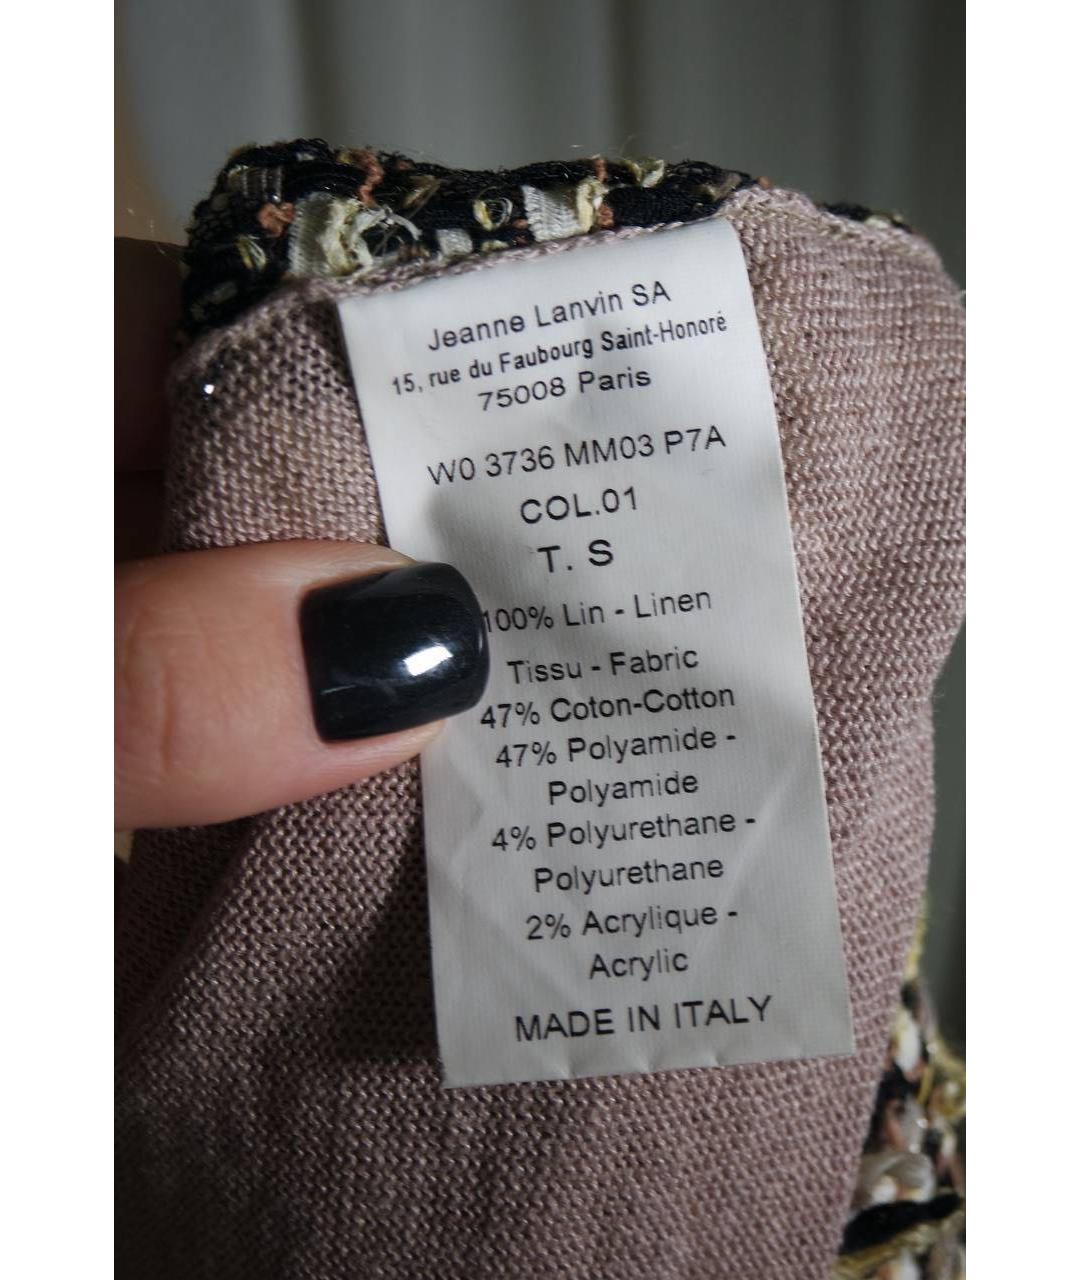 Jeanne Lanvin SA
15, rue du Faubourg Saint-Honoré
75008 Paris
W0 3736 MM03 P7A
COL.01
T. S
100% Lin - Linen
Tissu - Fabric
47% Coton-Cotton
47% Polyamide -
Polyamide
4% Polyurethane -
Polyurethane
2% Acrylique -
Acrylic
MADE IN ITALY